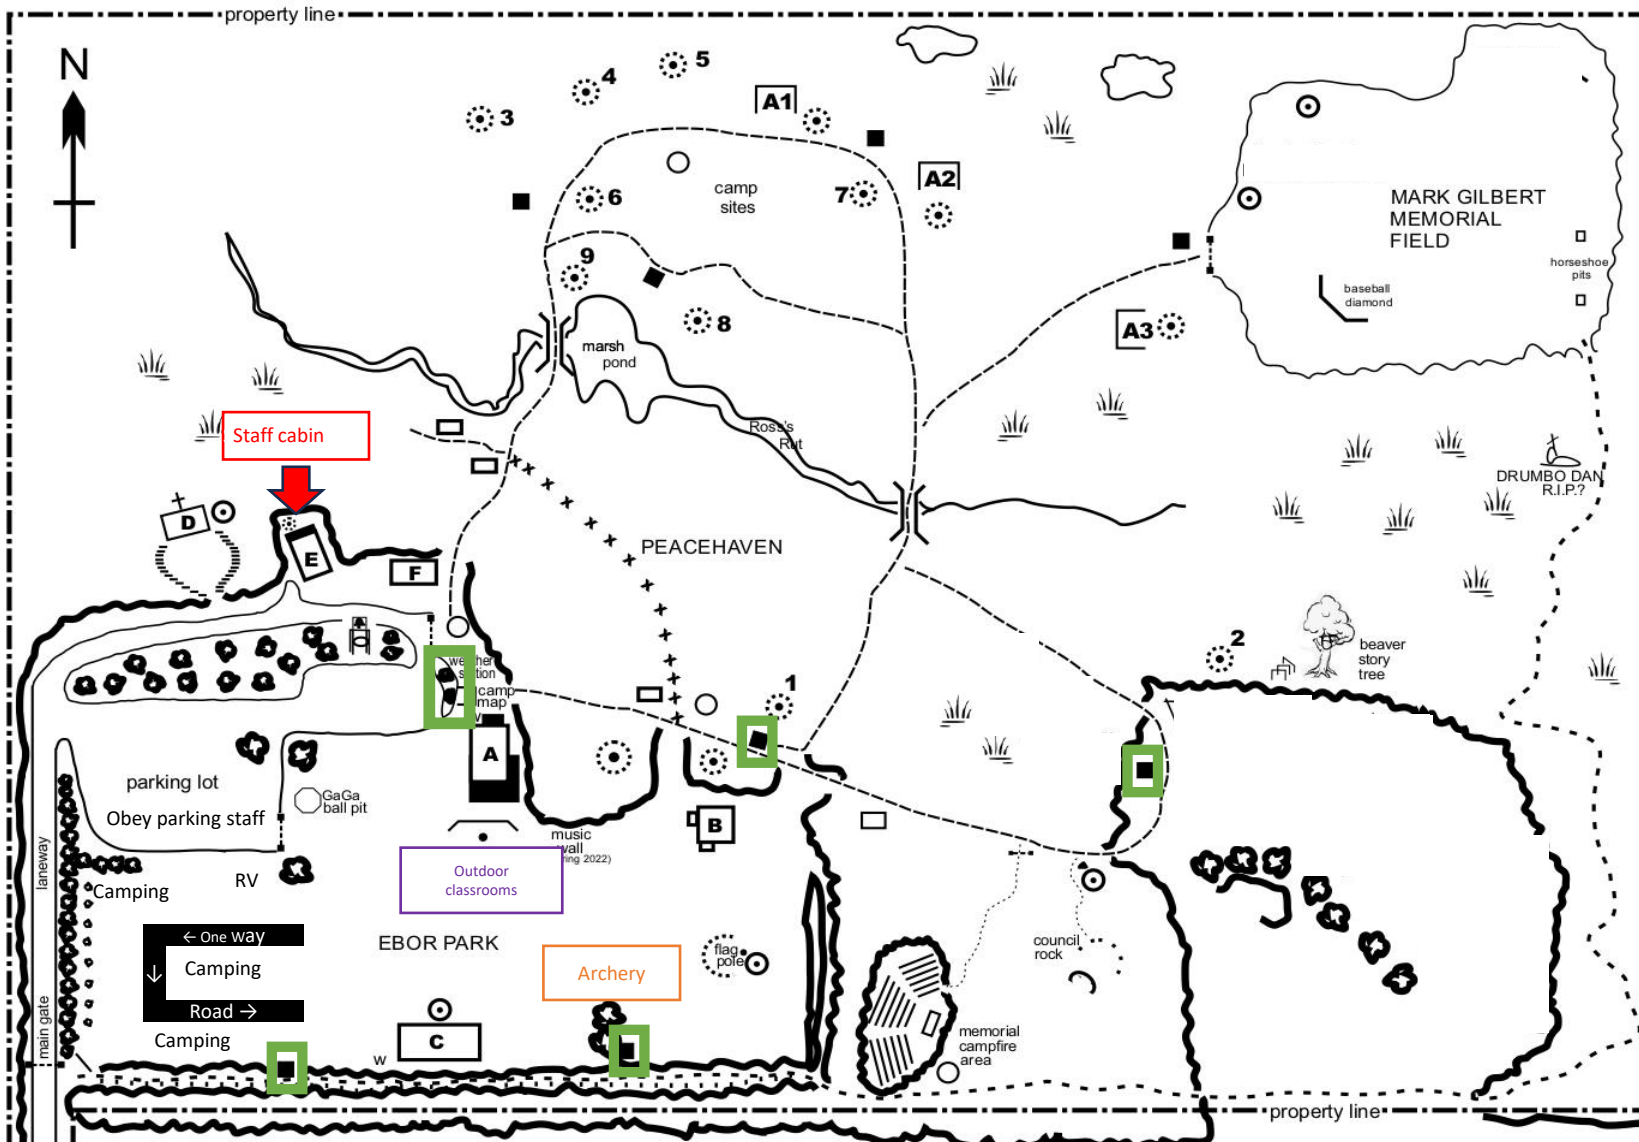 property line
N
5
4
3
A1
A2
camp
sites
7
6
9
8
MARK GILBERT
MEMORIAL
FIELD
horseshoe
pits
baseball
diamond
A3
marsh
pond
Ross's
Rut
Staff cabin
DRUMBO DAN
R.I.P.?
D
E
F
PEACEHAVEN
2
beaver
story
tree
station
camp
map
1
A
parking lot
Obey parking staff
GaGa
ball pit
B
music
wall
2022)
laneway
Camping
RV
Outdoor
classrooms
← One way
Camping
↓
Road →
Camping
EBOR PARK
Archery
flag
pole
council
rock
main gate
C
w
memorial
campfire
area
property line